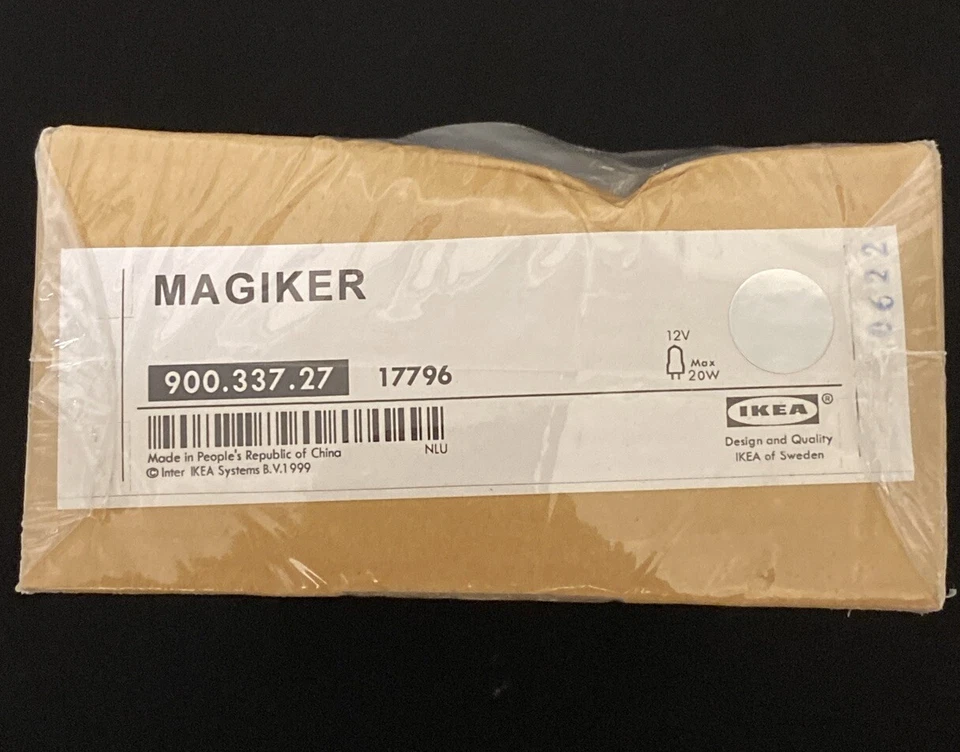 MAGIKER
0622
12V
Max
20W
900.337.27 17796
IKEA®
Design and Quality
IKEA of Sweden
NLU
Made in People's Republic of China
© Inter IKEA Systems B.V.1999